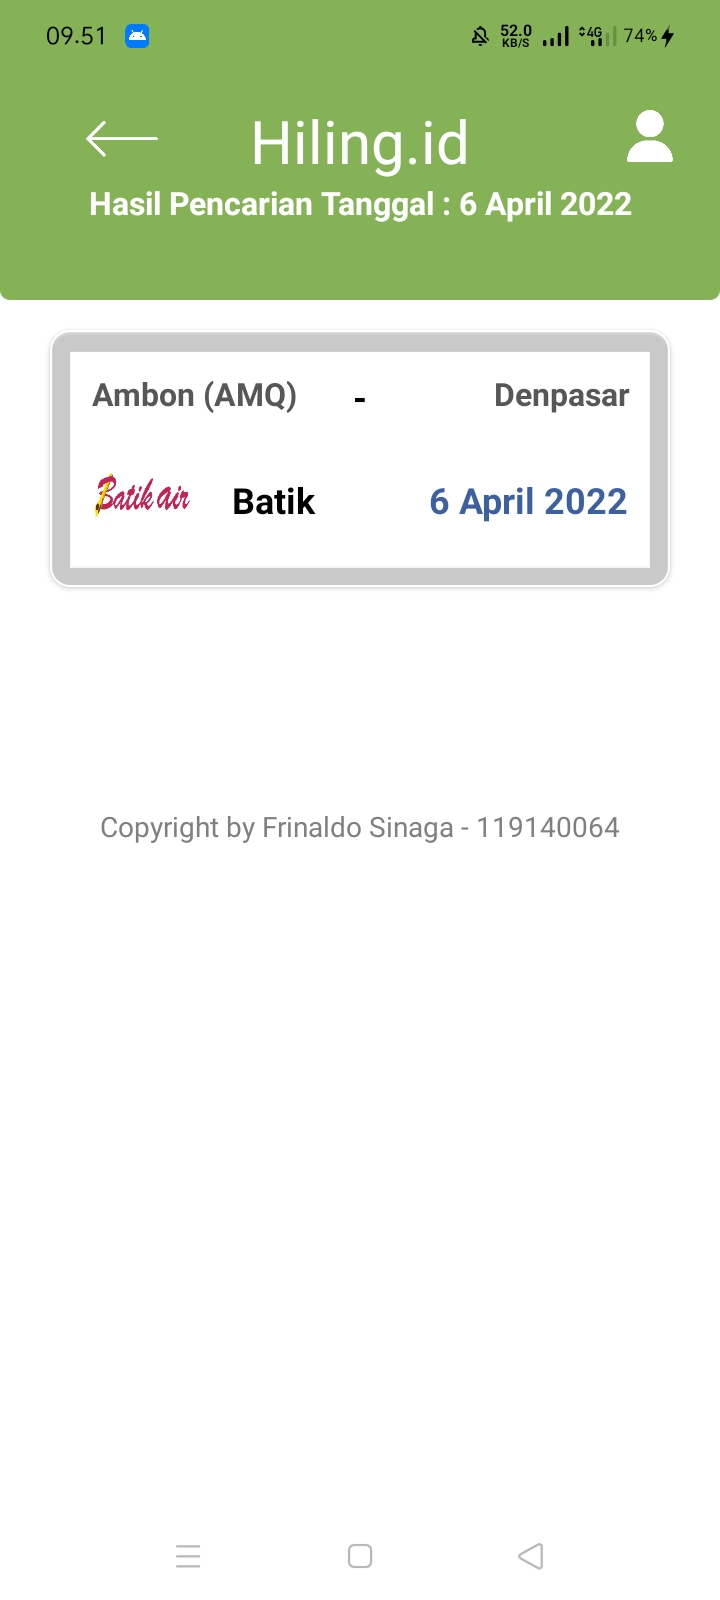 09.51 52.0 KB/S 4G 74%
Hiling.id
Hasil Pencarian Tanggal : 6 April 2022
Ambon (AMQ) - Denpasar
Batik air Batik 6 April 2022
Copyright by Frinaldo Sinaga - 119140064